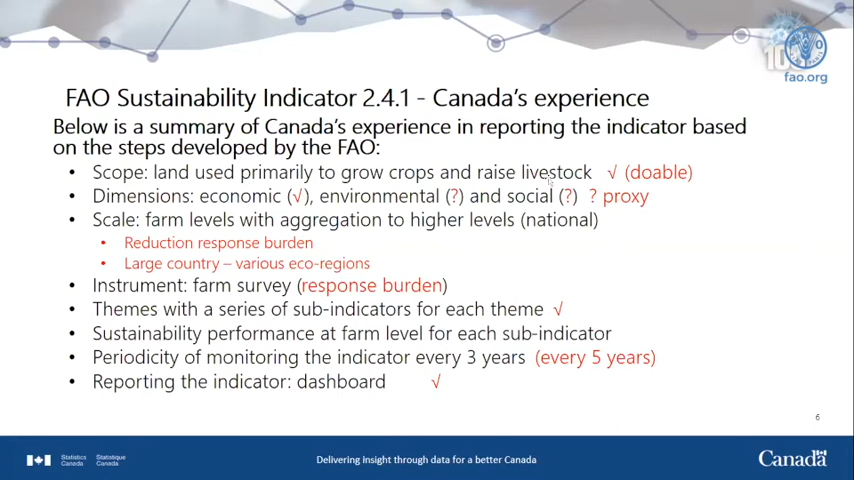 fao.org
FAO Sustainability Indicator 2.4.1 - Canada's experience
Below is a summary of Canada's experience in reporting the indicator based
on the steps developed by the FAO:
• Scope: land used primarily to grow crops and raise livestock √ (doable)
• Dimensions: economic (√), environmental (?) and social (?) ? proxy
• Scale: farm levels with aggregation to higher levels (national)
• Reduction response burden
• Large country – various eco-regions
• Instrument: farm survey (response burden)
• Themes with a series of sub-indicators for each theme √
• Sustainability performance at farm level for each sub-indicator
• Periodicity of monitoring the indicator every 3 years (every 5 years)
• Reporting the indicator: dashboard √
6
Statistics Statistique
Canada Canada
Delivering insight through data for a better Canada
Canada